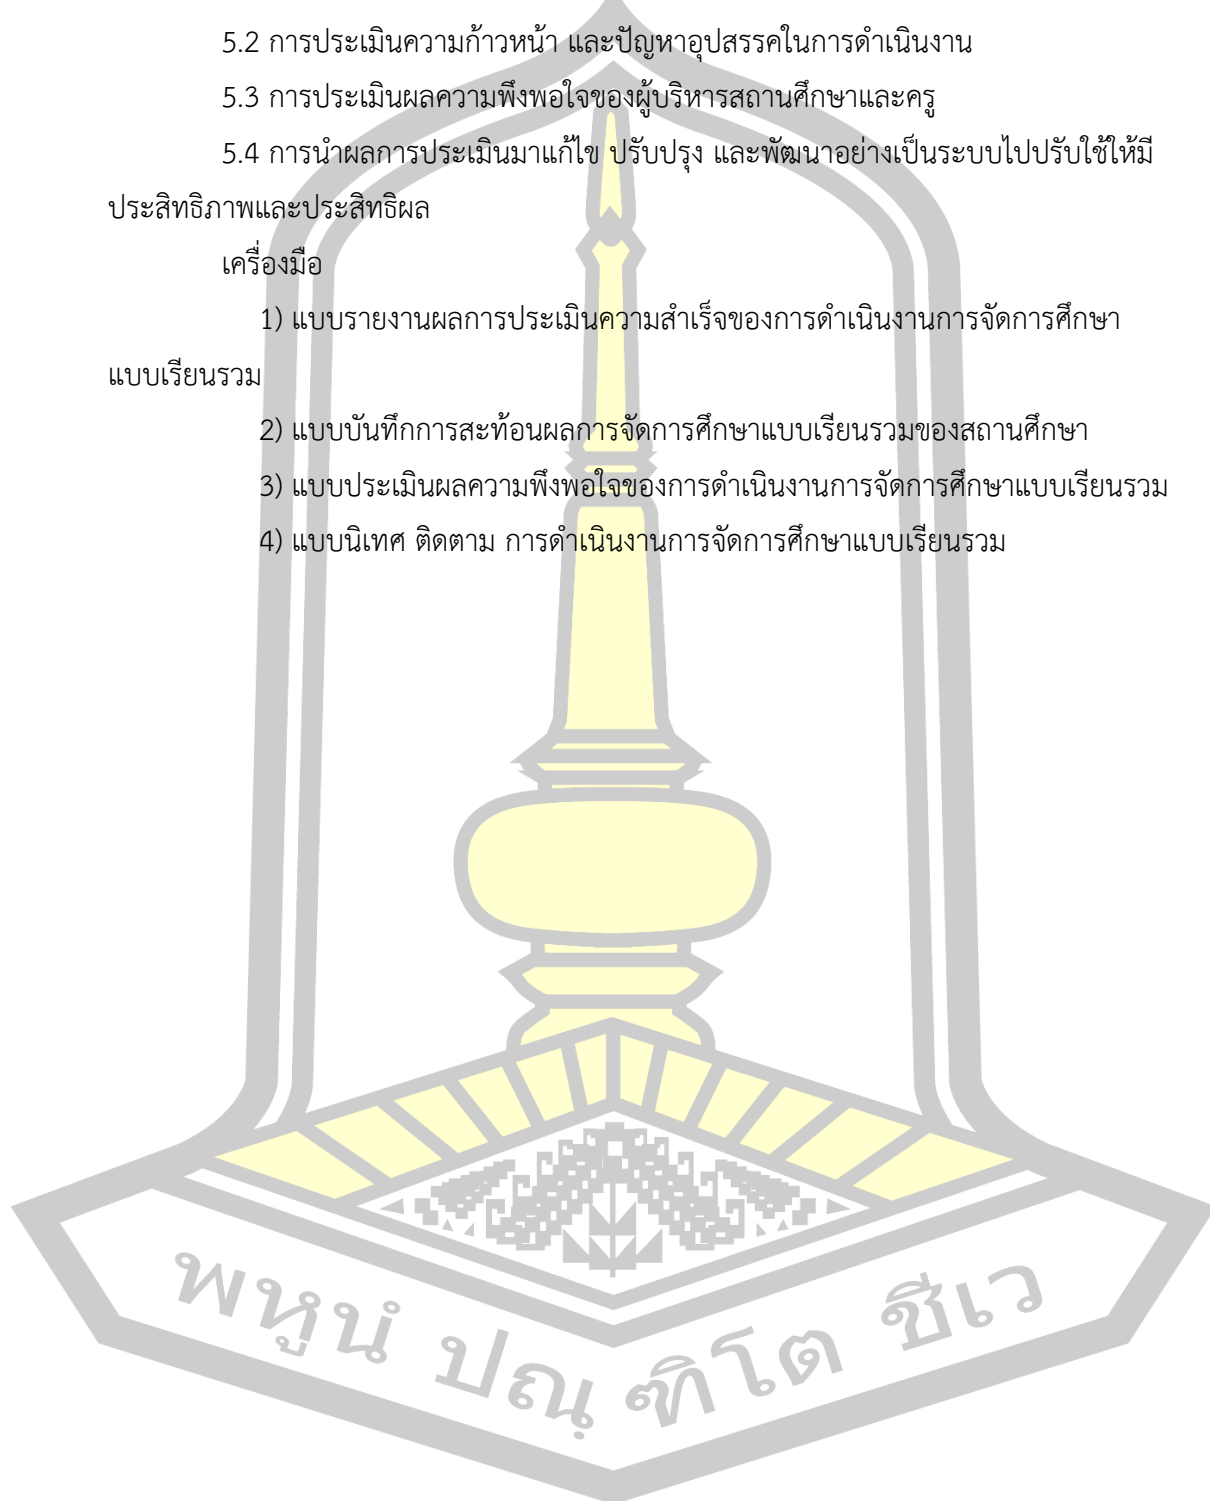 5.2 การประเมินความก้าวหน้า และปัญหาอุปสรรคในการดำเนินงาน
5.3 การประเมินผลความพึงพอใจของผู้บริหารสถานศึกษาและครู
5.4 การนำผลการประเมินมาแก้ไข ปรับปรุง และพัฒนาอย่างเป็นระบบไปปรับใช้ให้มี
ประสิทธิภาพและประสิทธิผล
เครื่องมือ
1) แบบรายงานผลการประเมินความสำเร็จของการดำเนินงานการจัดการศึกษา
แบบเรียนรวม
2) แบบบันทึกการสะท้อนผลการจัดการศึกษาแบบเรียนรวมของสถานศึกษา
3) แบบประเมินผลความพึงพอใจของการดำเนินงานการจัดการศึกษาแบบเรียนรวม
4) แบบนิเทศ ติดตาม การดำเนินงานการจัดการศึกษาแบบเรียนรวม
พหูนํ ปณฺ ฑิโต ชีเว